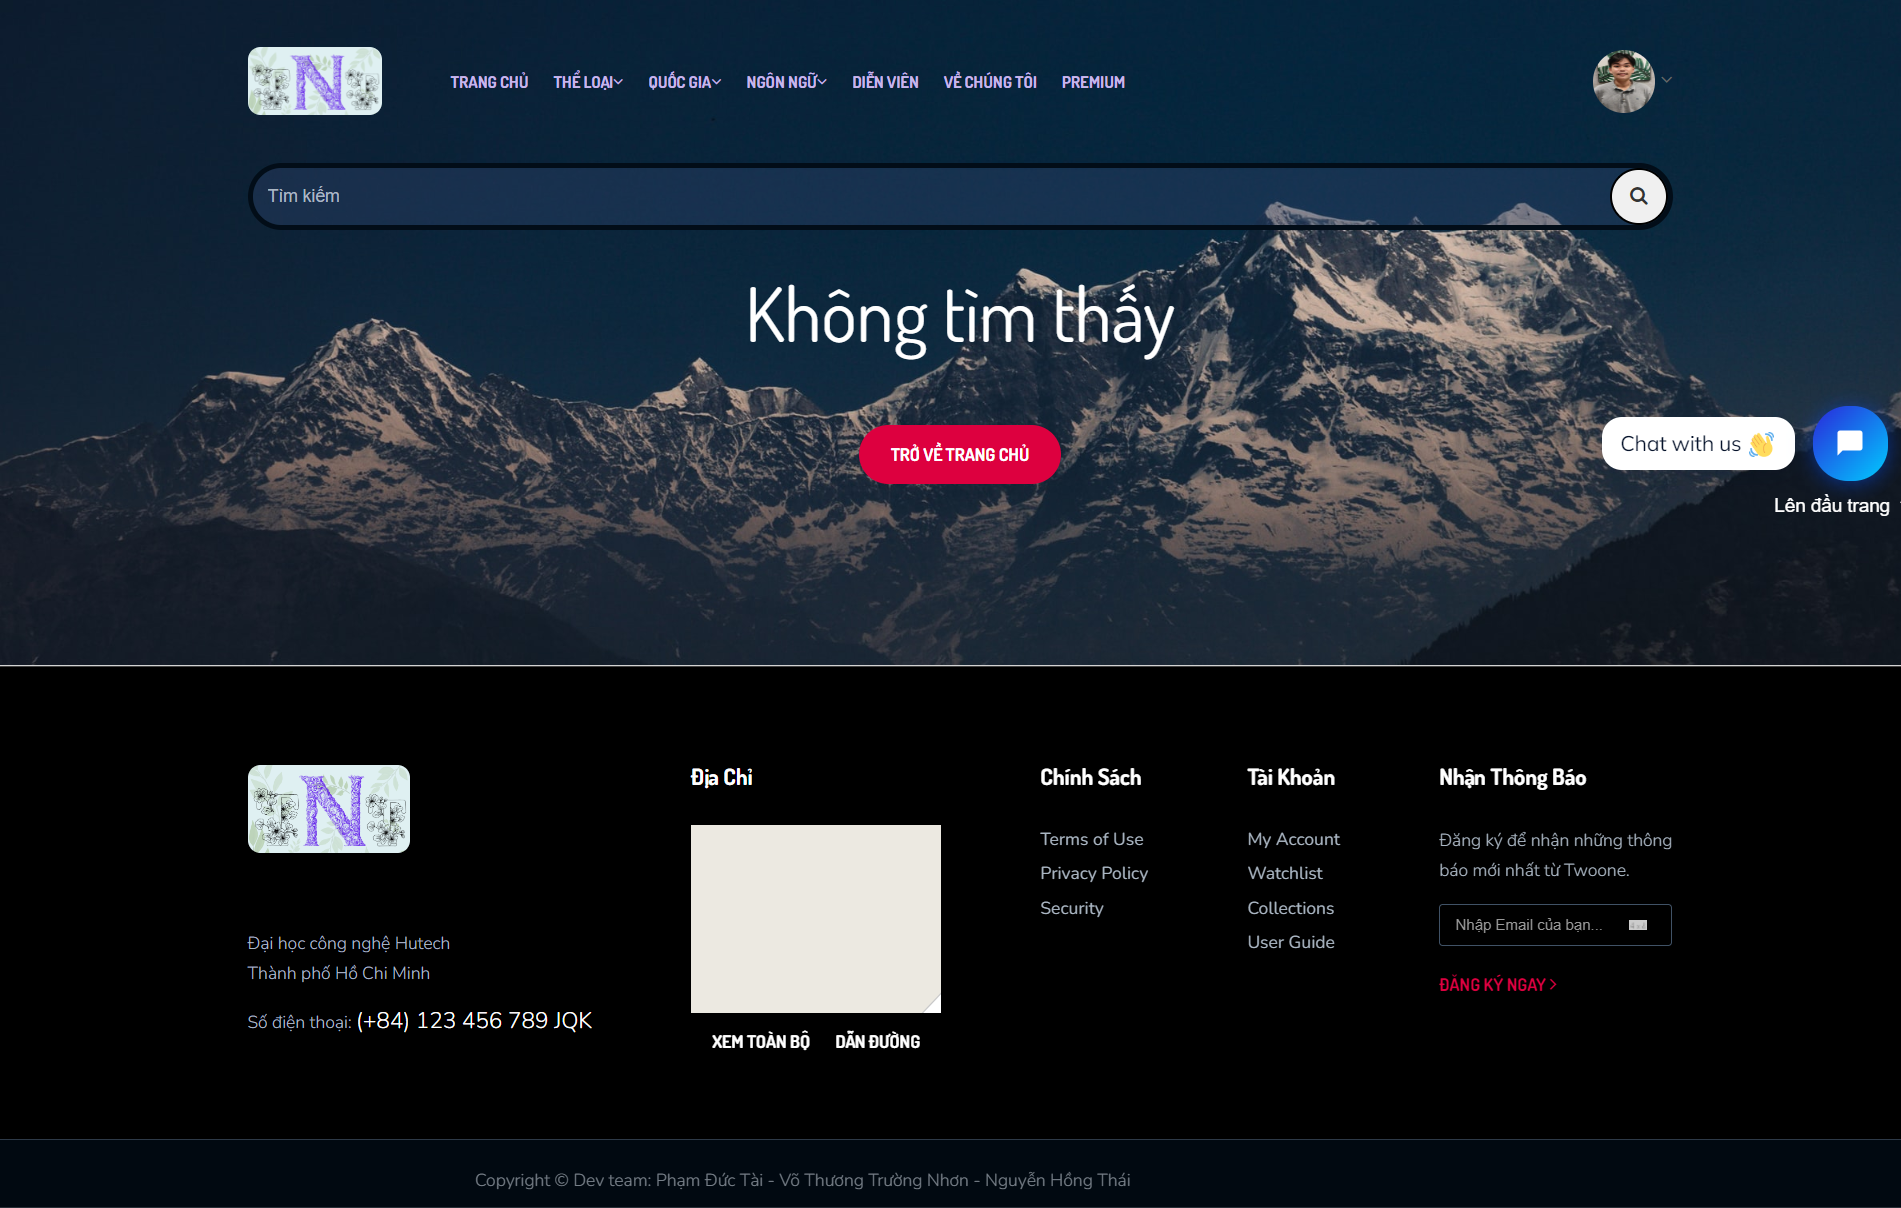 TNT
TRANG CHỦ THỂ LOẠI QUỐC GIA NGÔN NGỮ DIỄN VIÊN VỀ CHÚNG TÔI PREMIUM
Tìm kiếm
Không tìm thấy
TRỞ VỀ TRANG CHỦ
Chat with us 👋
Lên đầu trang
TNT
Đại học công nghệ Hutech
Thành phố Hồ Chi Minh
Số điện thoại: (+84) 123 456 789 JQK
Địa Chỉ
XEM TOÀN BỘ DẪN ĐƯỜNG
Chính Sách
Terms of Use
Privacy Policy
Security
Tài Khoản
My Account
Watchlist
Collections
User Guide
Nhận Thông Báo
Đăng ký để nhận những thông
báo mới nhất từ Twoone.
Nhập Email của bạn...
ĐĂNG KÝ NGAY
Copyright © Dev team: Phạm Đức Tài - Võ Thương Trường Nhơn - Nguyễn Hồng Thái